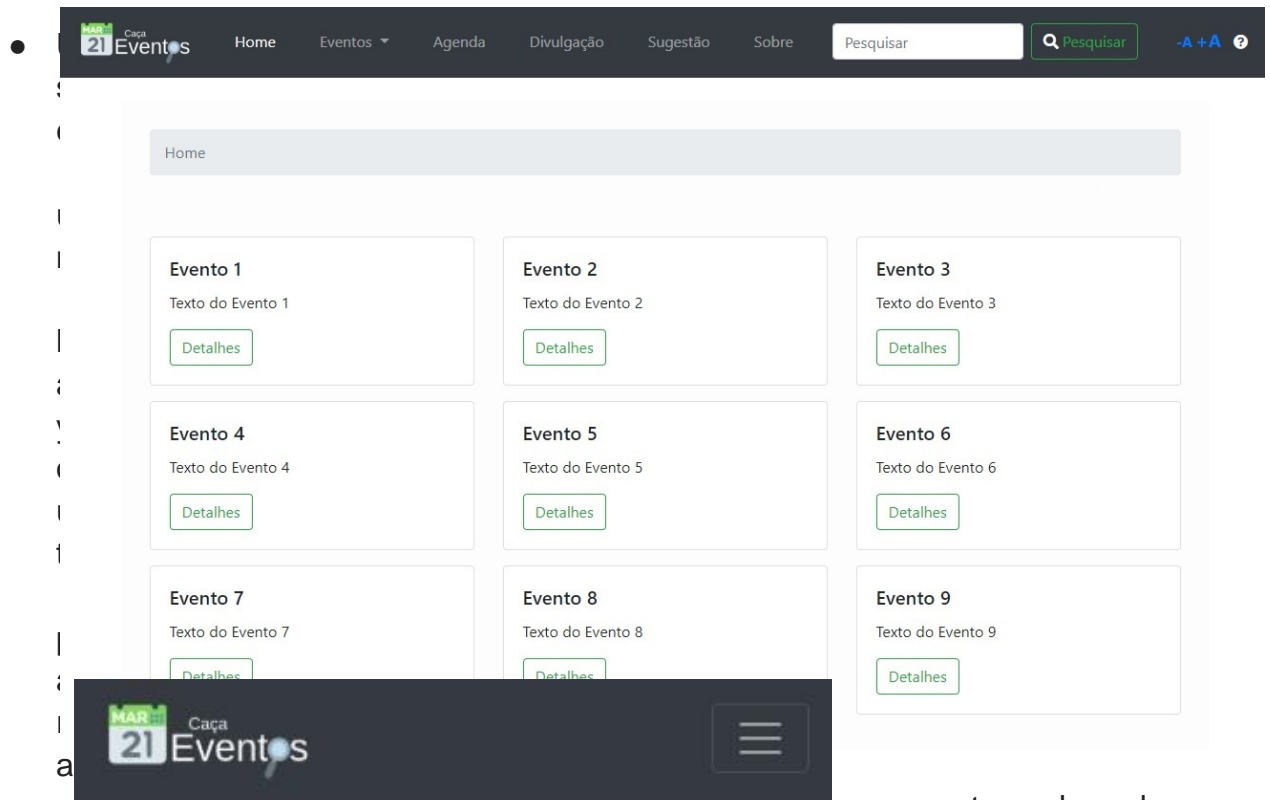 MAR
21
Caça
Eventos
Home Eventos Agenda Divulgação Sugestão Sobre Pesquisar Pesquisar -A +A ?
Home
Evento 1 Evento 2 Evento 3
Texto do Evento 1 Texto do Evento 2 Texto do Evento 3
Detalhes Detalhes Detalhes
Evento 4 Evento 5 Evento 6
Texto do Evento 4 Texto do Evento 5 Texto do Evento 6
Detalhes Detalhes Detalhes
Evento 7 Evento 8 Evento 9
Texto do Evento 7 Texto do Evento 8 Texto do Evento 9
Detalhes Detalhes Detalhes
MAR
21
Caça
Eventos
a